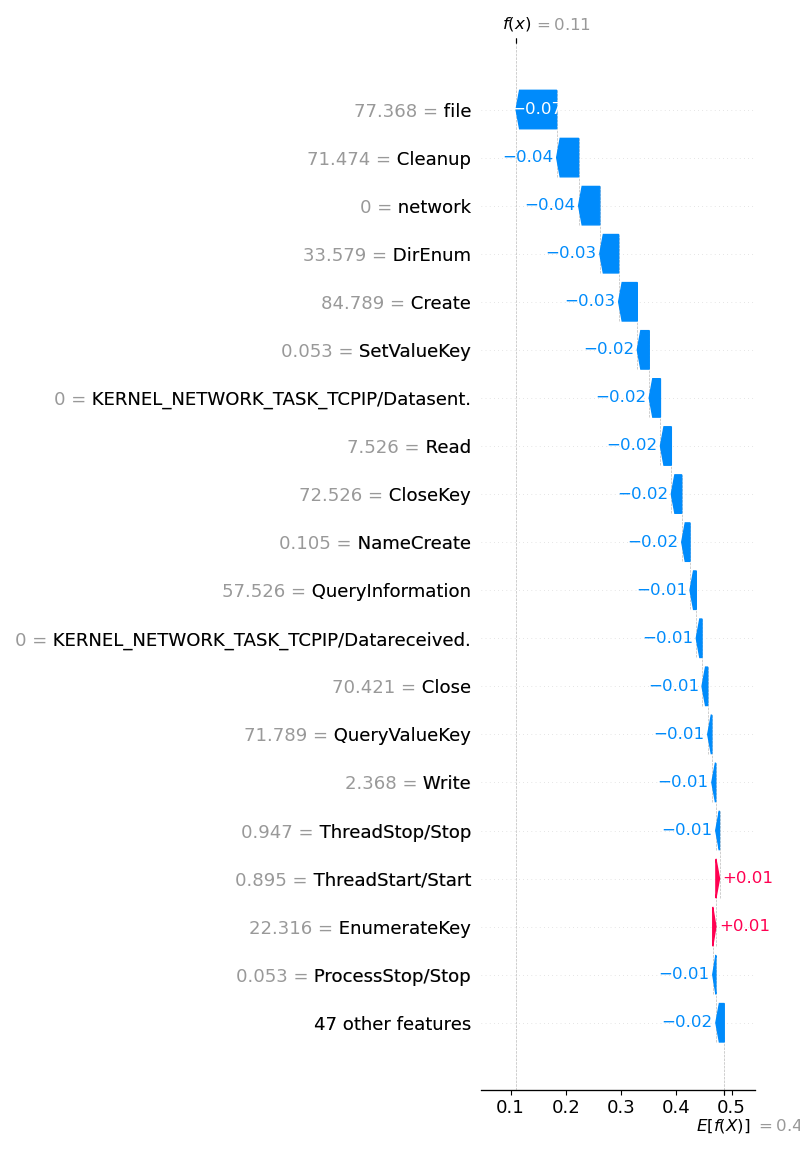 f(x) = 0.11
77.368 = file −0.07
71.474 = Cleanup −0.04
0 = network −0.04
33.579 = DirEnum −0.03
84.789 = Create −0.03
0.053 = SetValueKey −0.02
0 = KERNEL_NETWORK_TASK_TCPIP/Datasent. −0.02
7.526 = Read −0.02
72.526 = CloseKey −0.02
0.105 = NameCreate −0.02
57.526 = QueryInformation −0.01
0 = KERNEL_NETWORK_TASK_TCPIP/Datareceived. −0.01
70.421 = Close −0.01
71.789 = QueryValueKey −0.01
2.368 = Write −0.01
0.947 = ThreadStop/Stop −0.01
0.895 = ThreadStart/Start +0.01
22.316 = EnumerateKey +0.01
0.053 = ProcessStop/Stop −0.01
47 other features −0.02
0.1 0.2 0.3 0.4 0.5
E[f(X)] = 0.4